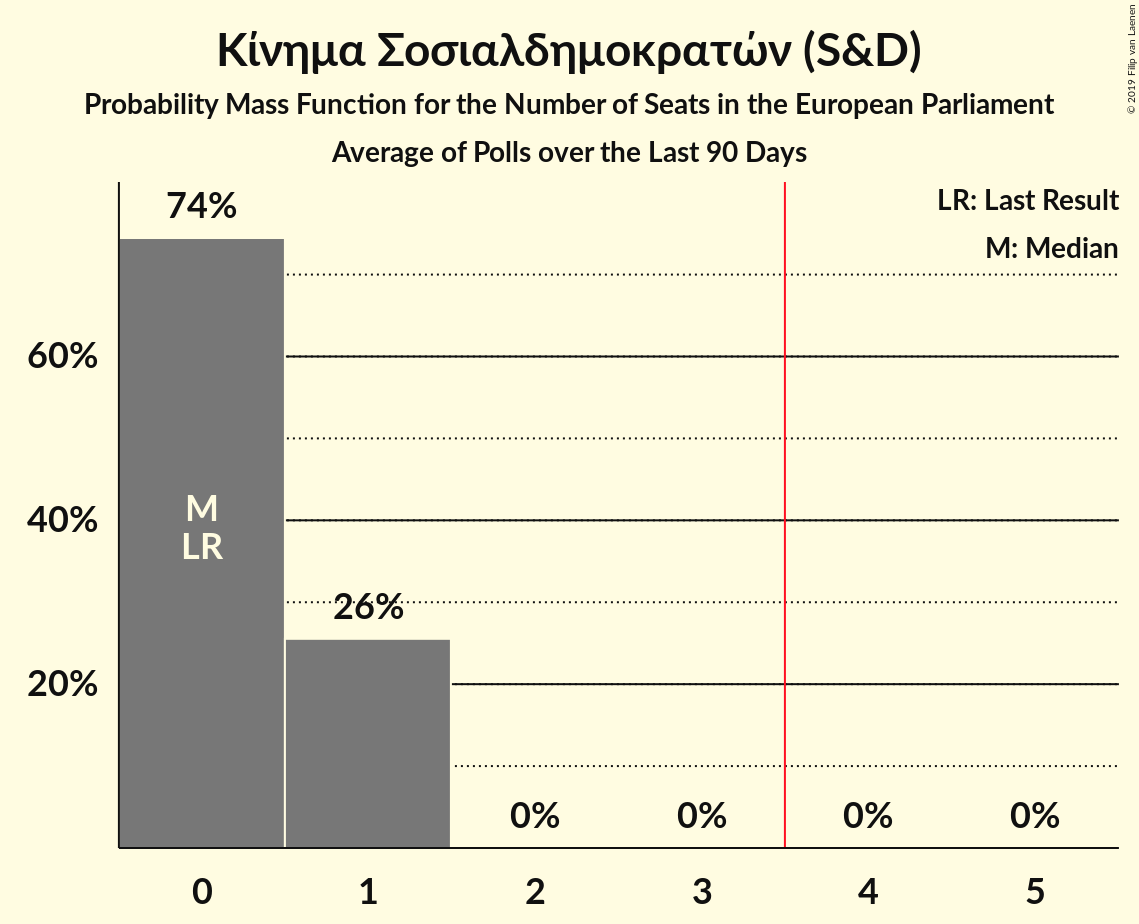 Κίνημα Σοσιαλδημοκρατών (S&D)
Probability Mass Function for the Number of Seats in the European Parliament
Average of Polls over the Last 90 Days
© 2019 Filip van Laenen
LR: Last Result
M: Median
74%
60%
M
40%
LR
26%
20%
0% 0% 0% 0%
0 1 2 3 4 5